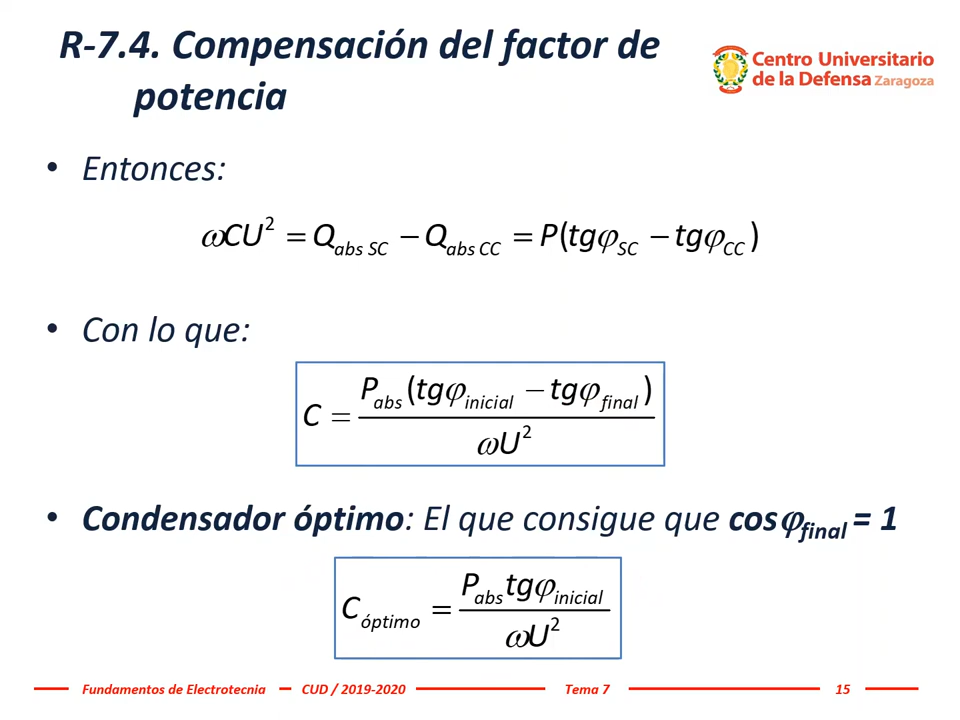 R-7.4. Compensación del factor de
potencia
Centro Universitario
de la Defensa Zaragoza
• Entonces:
ωCU² = Q_abs SC − Q_abs CC = P(tgφ_SC − tgφ_CC)
• Con lo que:
C = P_abs(tgφ_inicial − tgφ_final) / ωU²
• Condensador óptimo: El que consigue que cosφ_final = 1
C_óptimo = P_abs tgφ_inicial / ωU²
Fundamentos de Electrotecnia CUD / 2019-2020 Tema 7 15